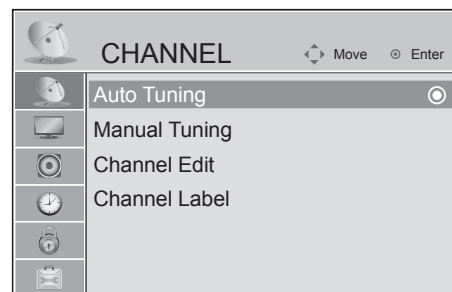 CHANNEL Move Enter
Auto Tuning
Manual Tuning
Channel Edit
Channel Label